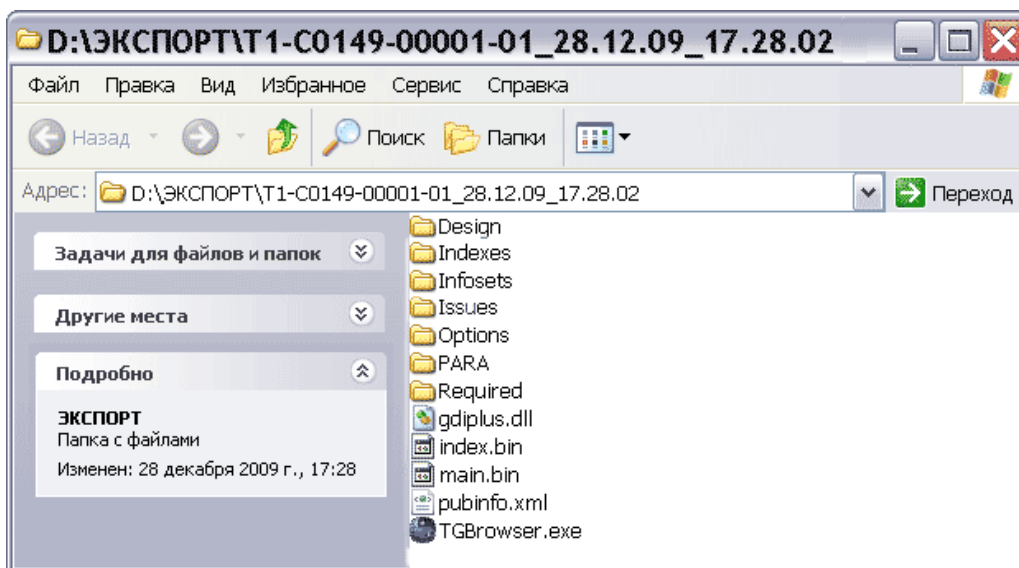 D:\ЭКСПОРТ\T1-C0149-00001-01_28.12.09_17.28.02
Файл Правка Вид Избранное Сервис Справка
Назад Поиск Папки
Адрес: D:\ЭКСПОРТ\T1-C0149-00001-01_28.12.09_17.28.02 Переход
Задачи для файлов и папок
Другие места
Подробно
ЭКСПОРТ
Папка с файлами
Изменен: 28 декабря 2009 г., 17:28
Design
Indexes
Infosets
Issues
Options
PARA
Required
gdiplus.dll
index.bin
main.bin
pubinfo.xml
TGBrowser.exe